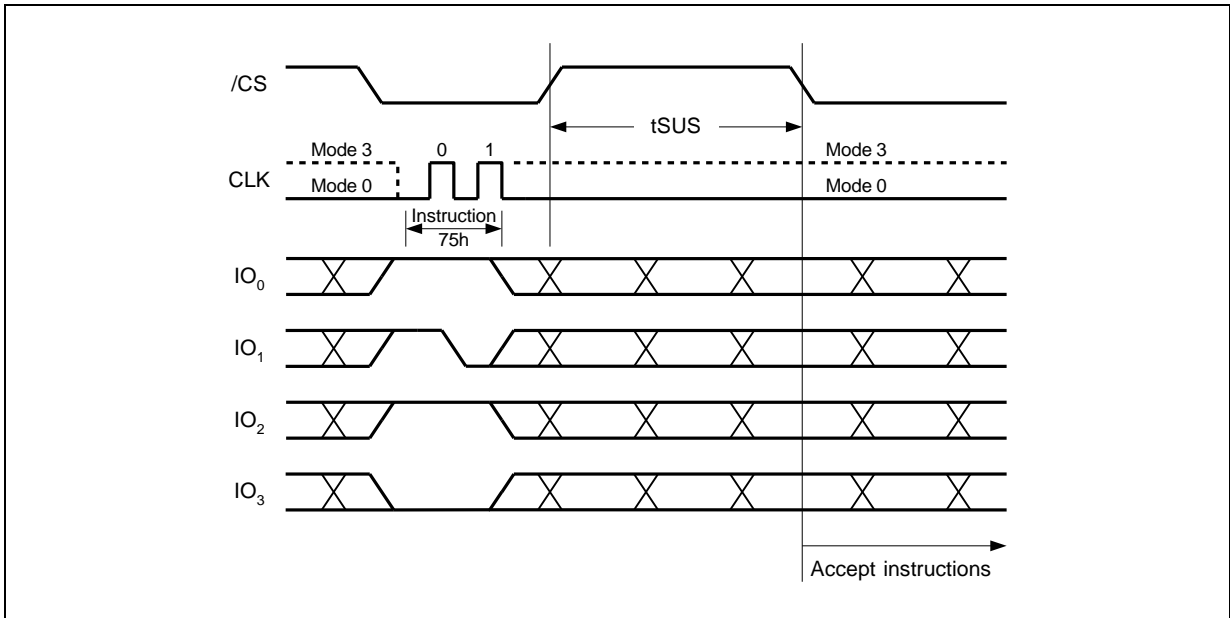 /CS
tSUS
Mode 3 0 1 Mode 3
CLK
Mode 0 Mode 0
Instruction
75h
IO0
IO1
IO2
IO3
Accept instructions